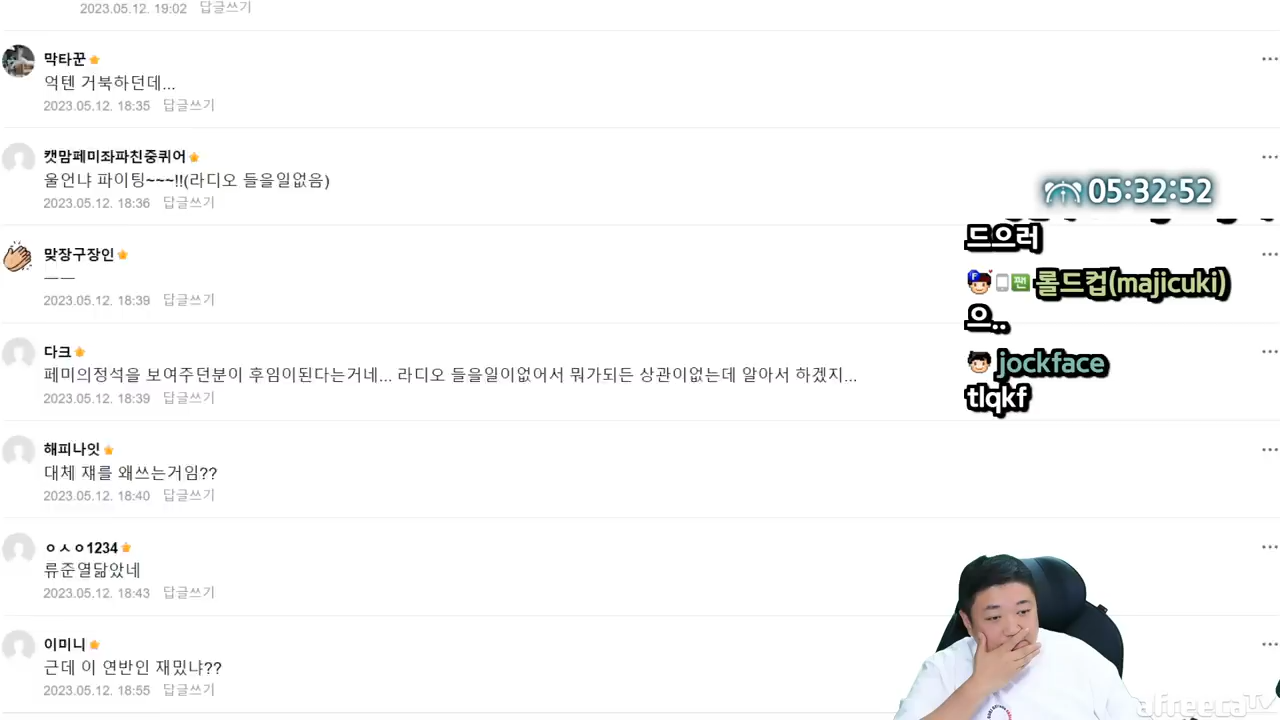 2023.05.12. 19:02 답글쓰기
막타꾼
억텐 거북하던데...
2023.05.12. 18:35 답글쓰기
캣맘페미좌파친중퀴어
울언냐 파이팅~~~!!(라디오 들을일없음)
2023.05.12. 18:36 답글쓰기
맞장구장인
ㅡㅡ
2023.05.12. 18:39 답글쓰기
다크
페미의정석을 보여주던분이 후임이된다는거네... 라디오 들을일이없어서 뭐가되든 상관이없는데 알아서 하겠지...
2023.05.12. 18:39 답글쓰기
해피나잇
대체 쟤를 왜쓰는거임??
2023.05.12. 18:40 답글쓰기
ㅇㅅㅇ1234
류준열닮았네
2023.05.12. 18:43 답글쓰기
이미니
근데 이 연반인 재밌냐??
2023.05.12. 18:55 답글쓰기
05:32:52
드으러
F 팬 롤드컵(majicuki)
으..
jockface
tlqkf
afreecaTV